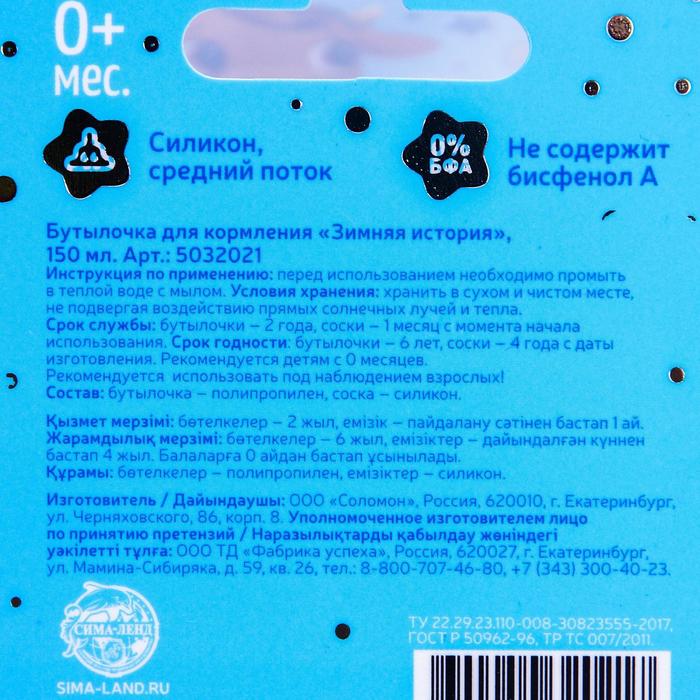 0+
мес.
Силикон,
средний поток
0%
БФА
Не содержит
бисфенол А
Бутылочка для кормления «Зимняя история»,
150 мл. Арт.: 5032021
Инструкция по применению: перед использованием необходимо промыть
в теплой воде с мылом. Условия хранения: хранить в сухом и чистом месте,
не подвергая воздействию прямых солнечных лучей и тепла.
Срок службы: бутылочки – 2 года, соски – 1 месяц с момента начала
использования. Срок годности: бутылочки – 6 лет, соски – 4 года с даты
изготовления. Рекомендуется детям с 0 месяцев.
Рекомендуется использовать под наблюдением взрослых!
Состав: бутылочка – полипропилен, соска – силикон.
Қызмет мерзімі: бөтелкелер – 2 жыл, емізік – пайдалану сәтінен бастап 1 ай.
Жарамдылық мерзімі: бөтелкелер – 6 жыл, емізіктер – дайындалған күннен
бастап 4 жыл. Балаларға 0 айдан бастап ұсынылады.
Құрамы: бөтелкелер – полипропилен, емізіктер – силикон.
Изготовитель / Дайындаушы: ООО «Соломон», Россия, 620010, г. Екатеринбург,
ул. Черняховского, 86, корп. 8. Уполномоченное изготовителем лицо
по принятию претензий / Наразылықтарды қабылдау жөніндегі
уәкілетті тұлға: ООО ТД «Фабрика успеха», Россия, 620027, г. Екатеринбург,
ул. Мамина-Сибиряка, д. 59, кв. 26, тел.: 8-800-707-46-80, +7 (343) 300-40-23.
СИМА-ЛЕНД
SIMA-LAND.RU
ТУ 22.29.23.110-008-30823555-2017,
ГОСТ Р 50962-96, ТР ТС 007/2011.